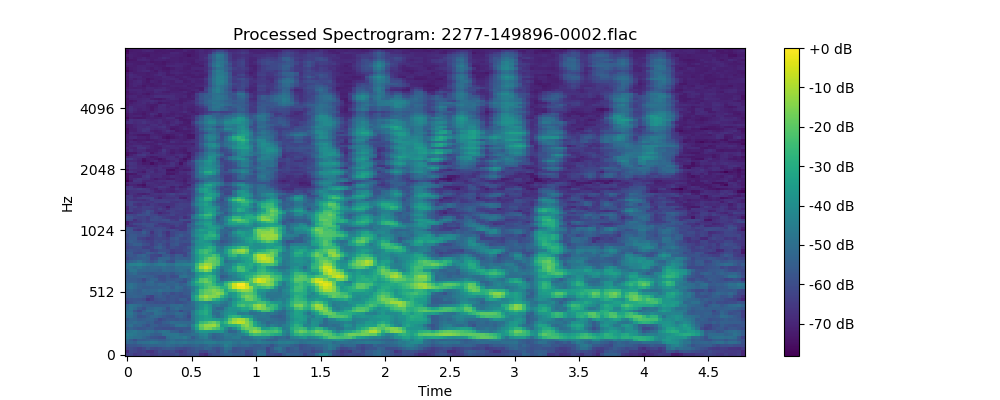 Processed Spectrogram: 2277-149896-0002.flac
Hz
4096
2048
1024
512
0
0 0.5 1 1.5 2 2.5 3 3.5 4 4.5
Time
+0 dB
-10 dB
-20 dB
-30 dB
-40 dB
-50 dB
-60 dB
-70 dB